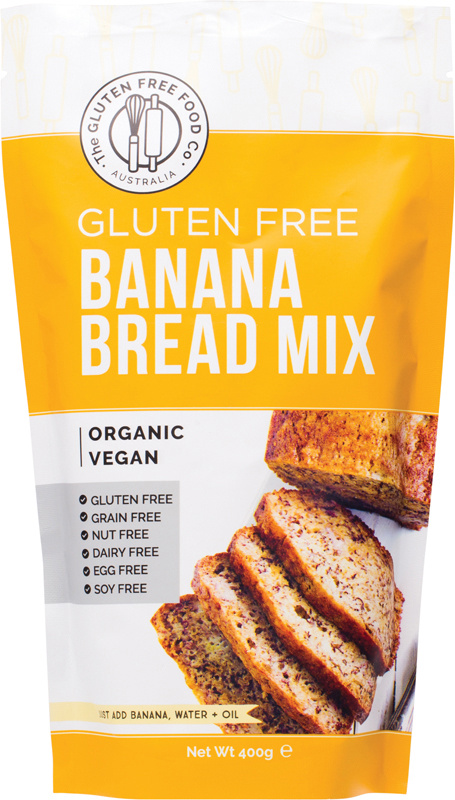 The GLUTEN FREE FOOD Co.
AUSTRALIA
GLUTEN FREE
BANANA
BREAD MIX
ORGANIC
VEGAN
GLUTEN FREE
GRAIN FREE
NUT FREE
DAIRY FREE
EGG FREE
SOY FREE
UST ADD BANANA, WATER + OIL
Net Wt 400g ℮